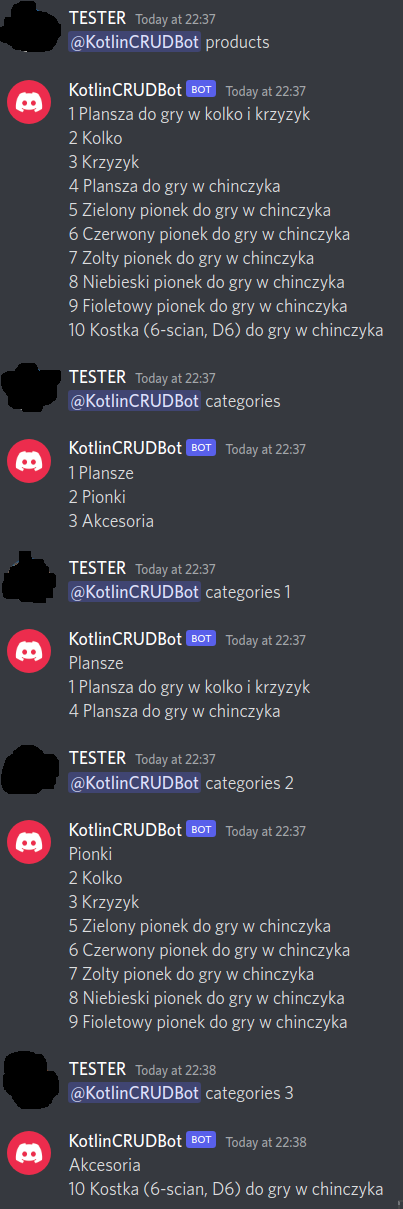 TESTER Today at 22:37
@KotlinCRUDBot products
KotlinCRUDBot BOT Today at 22:37
1 Plansza do gry w kolko i krzyzyk
2 Kolko
3 Krzyzyk
4 Plansza do gry w chinczyka
5 Zielony pionek do gry w chinczyka
6 Czerwony pionek do gry w chinczyka
7 Zolty pionek do gry w chinczyka
8 Niebieski pionek do gry w chinczyka
9 Fioletowy pionek do gry w chinczyka
10 Kostka (6-scian, D6) do gry w chinczyka
TESTER Today at 22:37
@KotlinCRUDBot categories
KotlinCRUDBot BOT Today at 22:37
1 Plansze
2 Pionki
3 Akcesoria
TESTER Today at 22:37
@KotlinCRUDBot categories 1
KotlinCRUDBot BOT Today at 22:37
Plansze
1 Plansza do gry w kolko i krzyzyk
4 Plansza do gry w chinczyka
TESTER Today at 22:37
@KotlinCRUDBot categories 2
KotlinCRUDBot BOT Today at 22:37
Pionki
2 Kolko
3 Krzyzyk
5 Zielony pionek do gry w chinczyka
6 Czerwony pionek do gry w chinczyka
7 Zolty pionek do gry w chinczyka
8 Niebieski pionek do gry w chinczyka
9 Fioletowy pionek do gry w chinczyka
TESTER Today at 22:38
@KotlinCRUDBot categories 3
KotlinCRUDBot BOT Today at 22:38
Akcesoria
10 Kostka (6-scian, D6) do gry w chinczyka